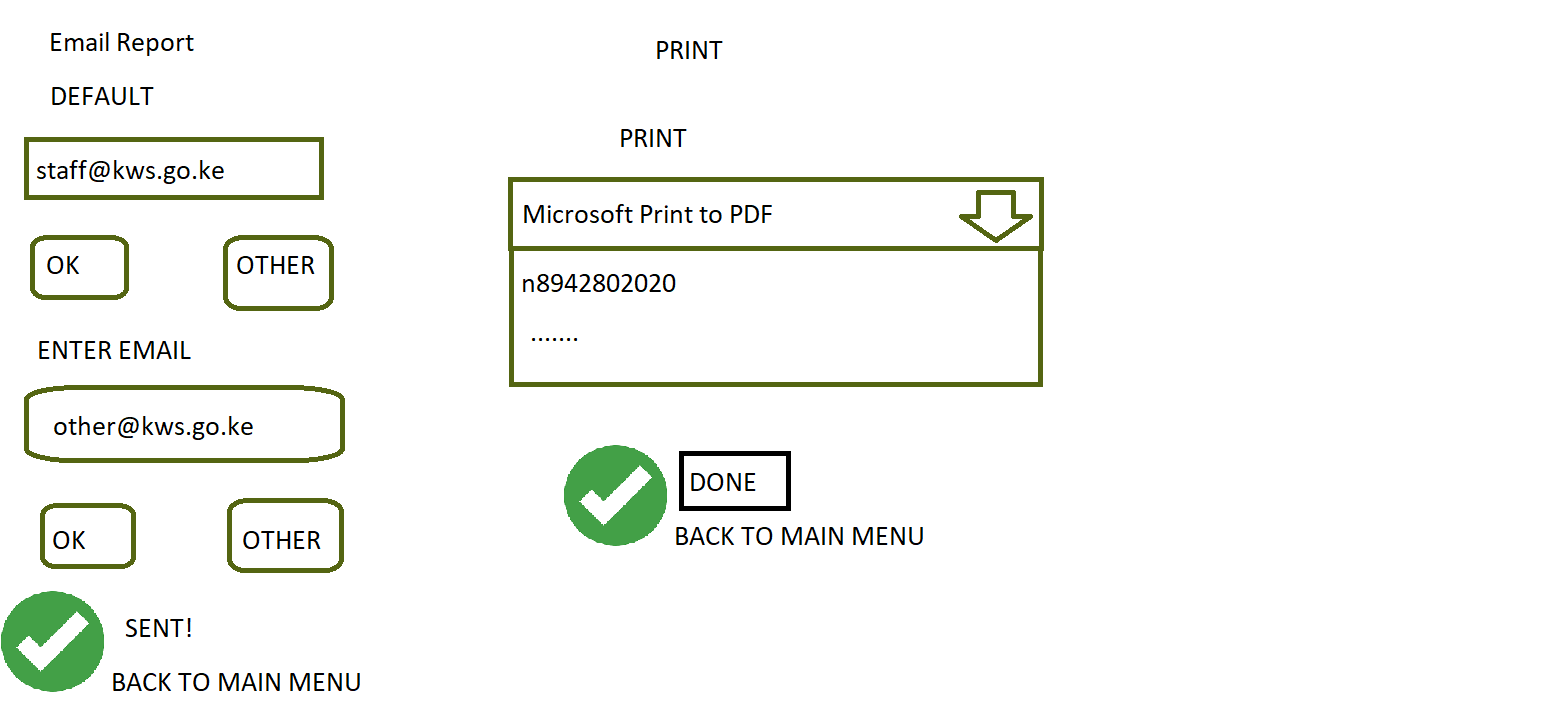 Email Report
DEFAULT
staff@kws.go.ke
OK
OTHER
ENTER EMAIL
other@kws.go.ke
OK
OTHER
SENT!
BACK TO MAIN MENU
PRINT
PRINT
Microsoft Print to PDF
n8942802020
.......
DONE
BACK TO MAIN MENU